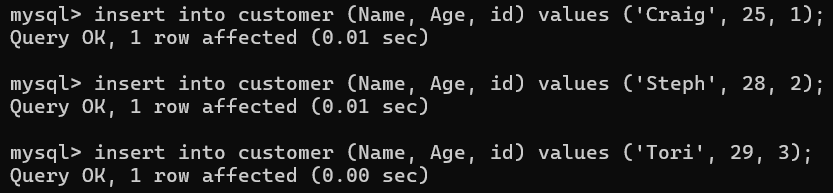 mysql> insert into customer (Name, Age, id) values ('Craig', 25, 1);
Query OK, 1 row affected (0.01 sec)
mysql> insert into customer (Name, Age, id) values ('Steph', 28, 2);
Query OK, 1 row affected (0.01 sec)
mysql> insert into customer (Name, Age, id) values ('Tori', 29, 3);
Query OK, 1 row affected (0.00 sec)